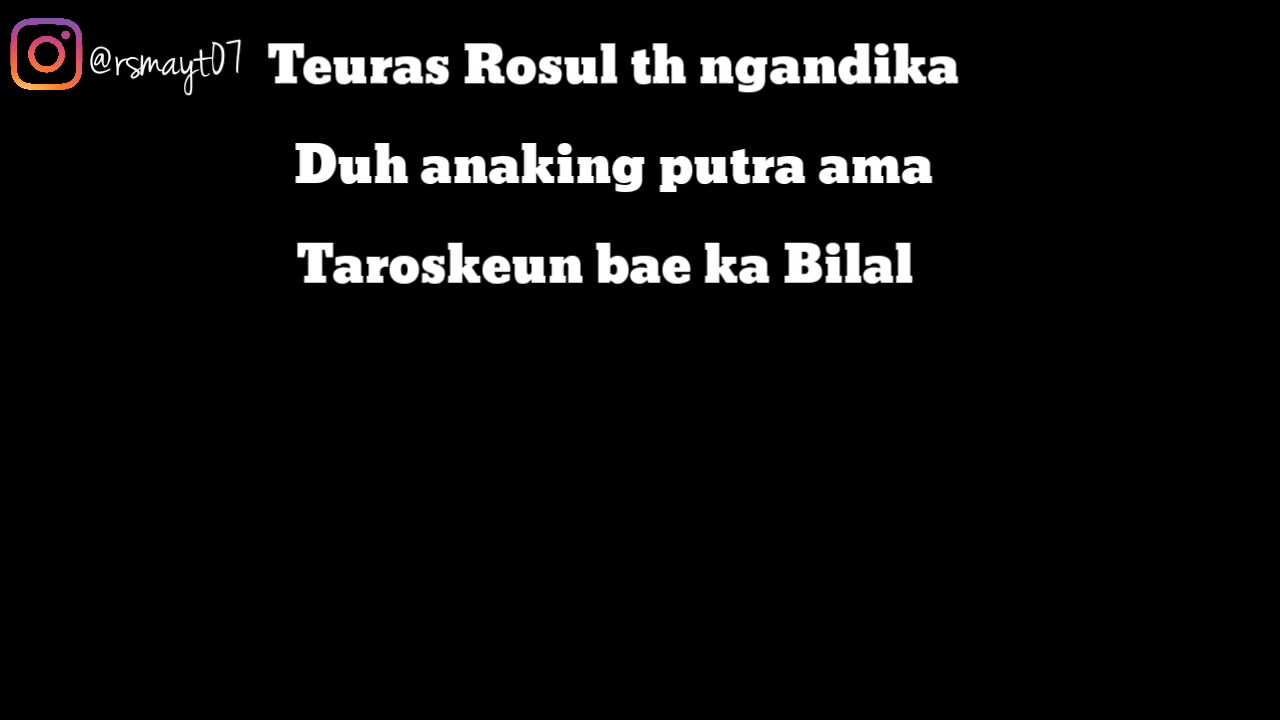 @rsmayt07
Teuras Rosul th ngandika
Duh anaking putra ama
Taroskeun bae ka Bilal